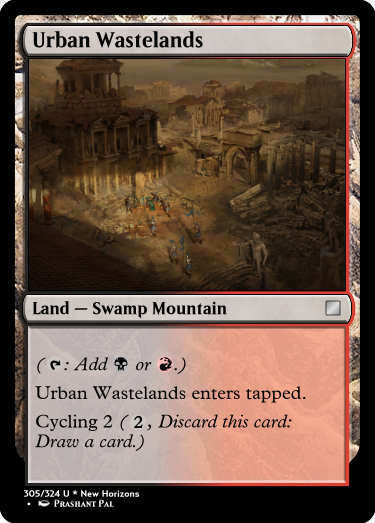 Urban Wastelands
Land — Swamp Mountain
( : Add or .)
Urban Wastelands enters tapped.
Cycling 2 ( 2 , Discard this card:
Draw a card.)
305/324 U * New Horizons
• Prashant Pal